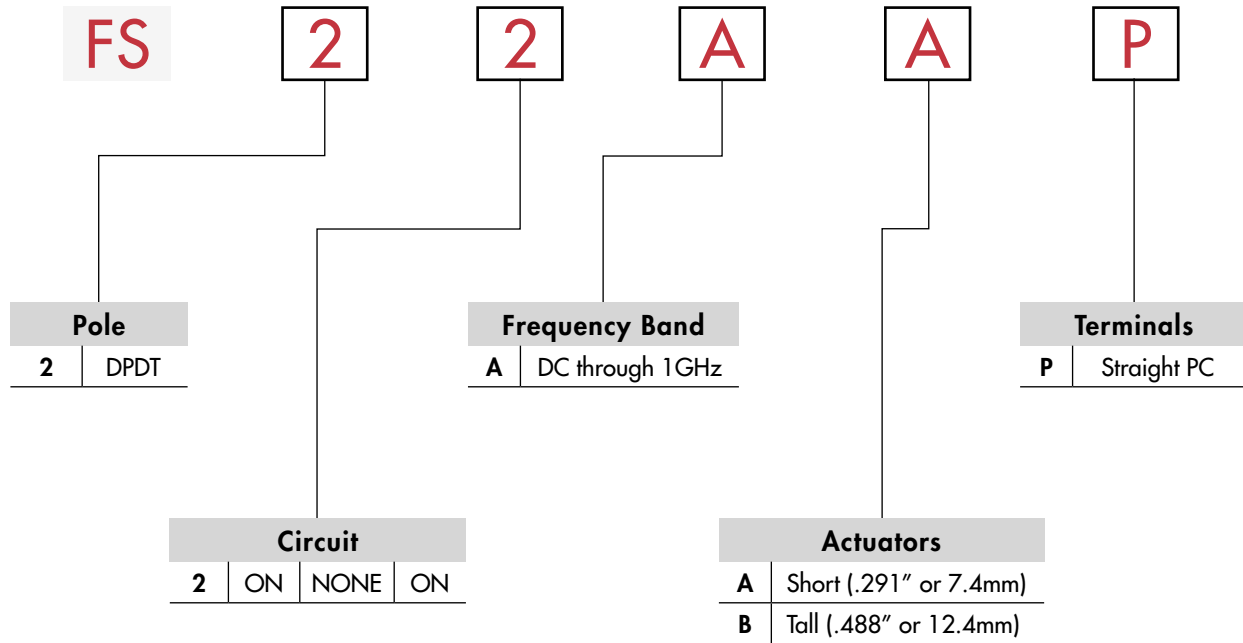 FS 2 2 A A P
Pole
2 DPDT
Frequency Band
A DC through 1GHz
Terminals
P Straight PC
Circuit
2 ON NONE ON
Actuators
A Short (.291” or 7.4mm)
B Tall (.488” or 12.4mm)